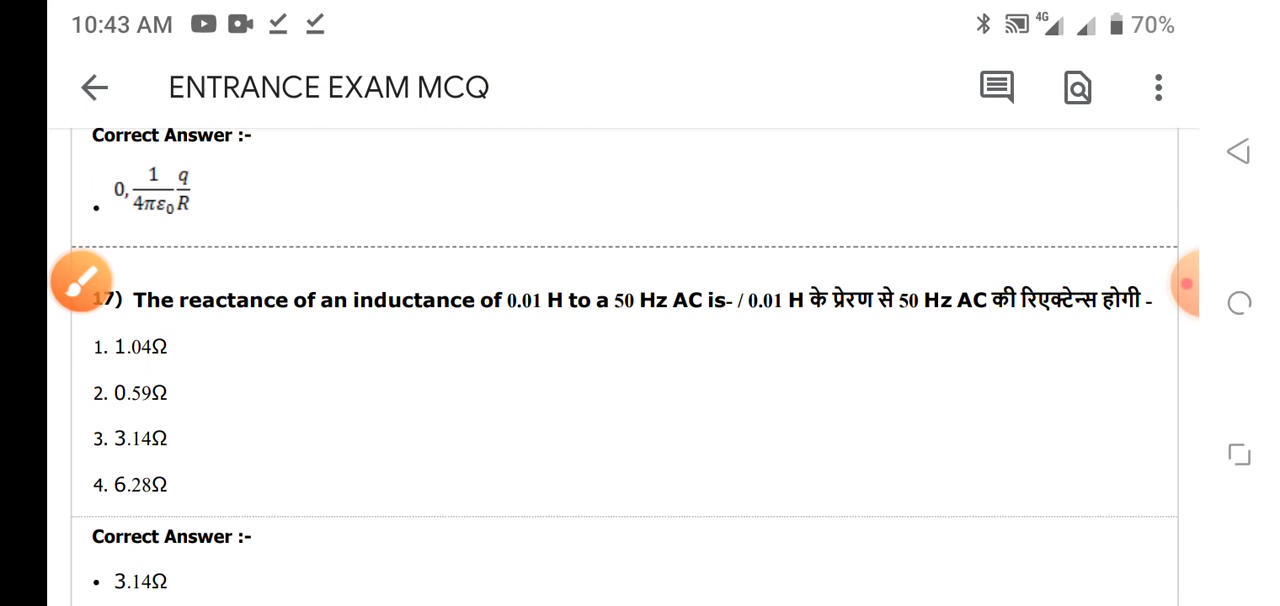 10:43 AM 4G 70%
ENTRANCE EXAM MCQ
Correct Answer :-
• 0, 1/4πε₀ q/R
17) The reactance of an inductance of 0.01 H to a 50 Hz AC is- / 0.01 H के प्रेरण से 50 Hz AC की रिएक्टेन्स होगी -
1. 1.04Ω
2. 0.59Ω
3. 3.14Ω
4. 6.28Ω
Correct Answer :-
• 3.14Ω